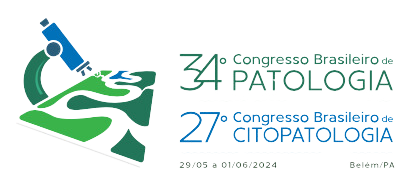 34º Congresso Brasileiro de
PATOLOGIA
27º Congresso Brasileiro de
CITOPATOLOGIA
29/05 a 01/06/2024 Belém/PA